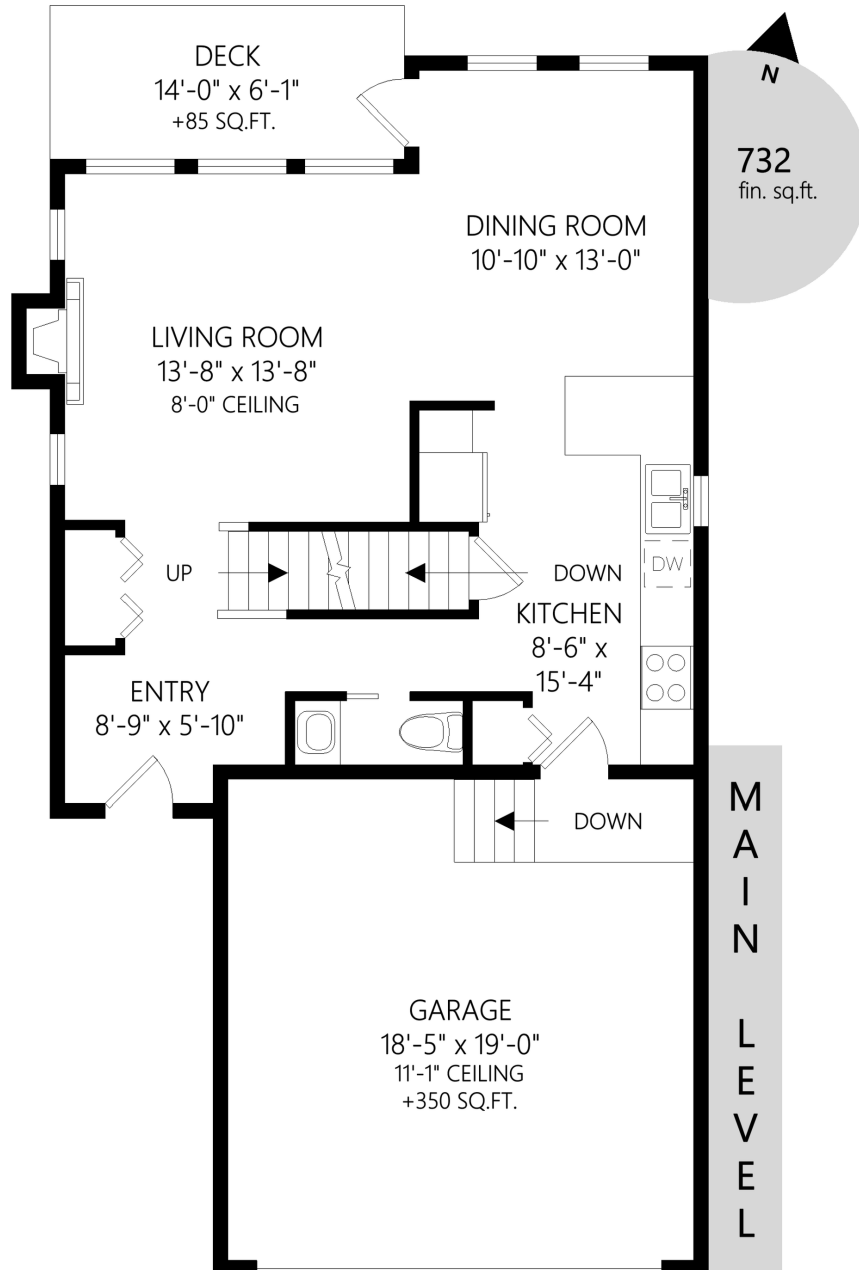 DECK
14'-0" x 6'-1"
+85 SQ.FT.
N
732
fin. sq.ft.
DINING ROOM
10'-10" x 13'-0"
LIVING ROOM
13'-8" x 13'-8"
8'-0" CEILING
DW
UP
DOWN
KITCHEN
8'-6" x
15'-4"
ENTRY
8'-9" x 5'-10"
DOWN
MAIN LEVEL
GARAGE
18'-5" x 19'-0"
11'-1" CEILING
+350 SQ.FT.